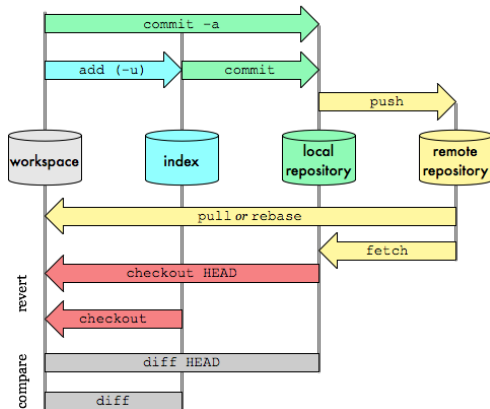 commit -a
add (-u)
commit
push
workspace
index
local
repository
remote
repository
pull or rebase
fetch
revert
checkout HEAD
checkout
compare
diff HEAD
diff